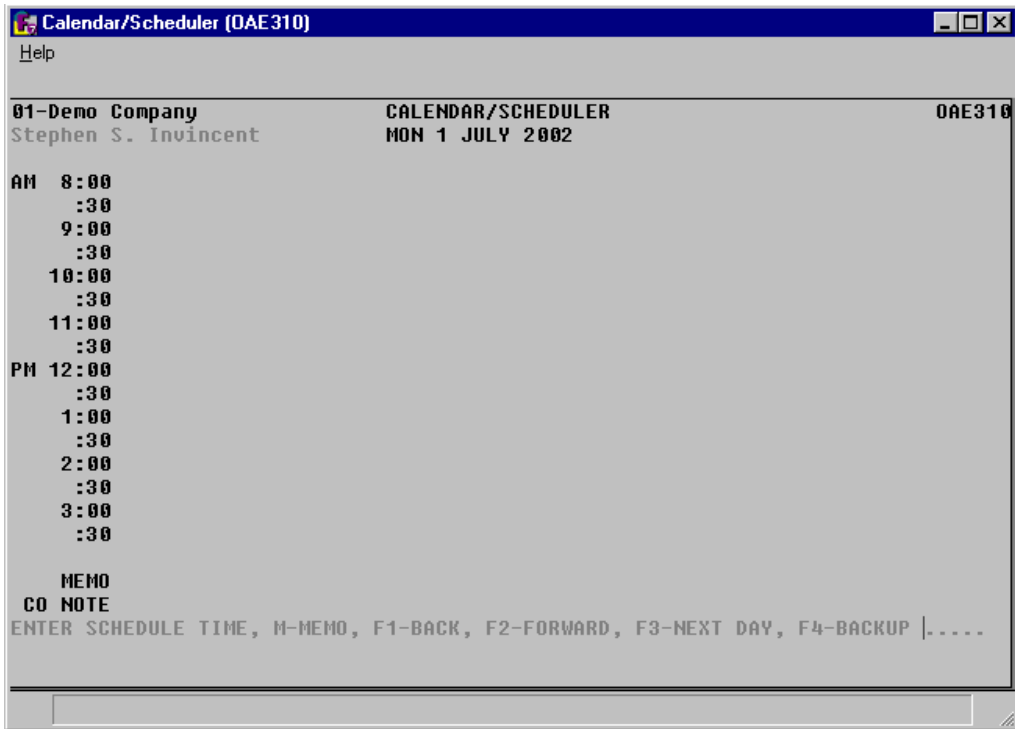 Calendar/Scheduler (OAE310)
Help
01-Demo Company CALENDAR/SCHEDULER OAE310
Stephen S. Invincent MON 1 JULY 2002
AM 8:00
:30
9:00
:30
10:00
:30
11:00
:30
PM 12:00
:30
1:00
:30
2:00
:30
3:00
:30
MEMO
CO NOTE
ENTER SCHEDULE TIME, M-MEMO, F1-BACK, F2-FORWARD, F3-NEXT DAY, F4-BACKUP .....